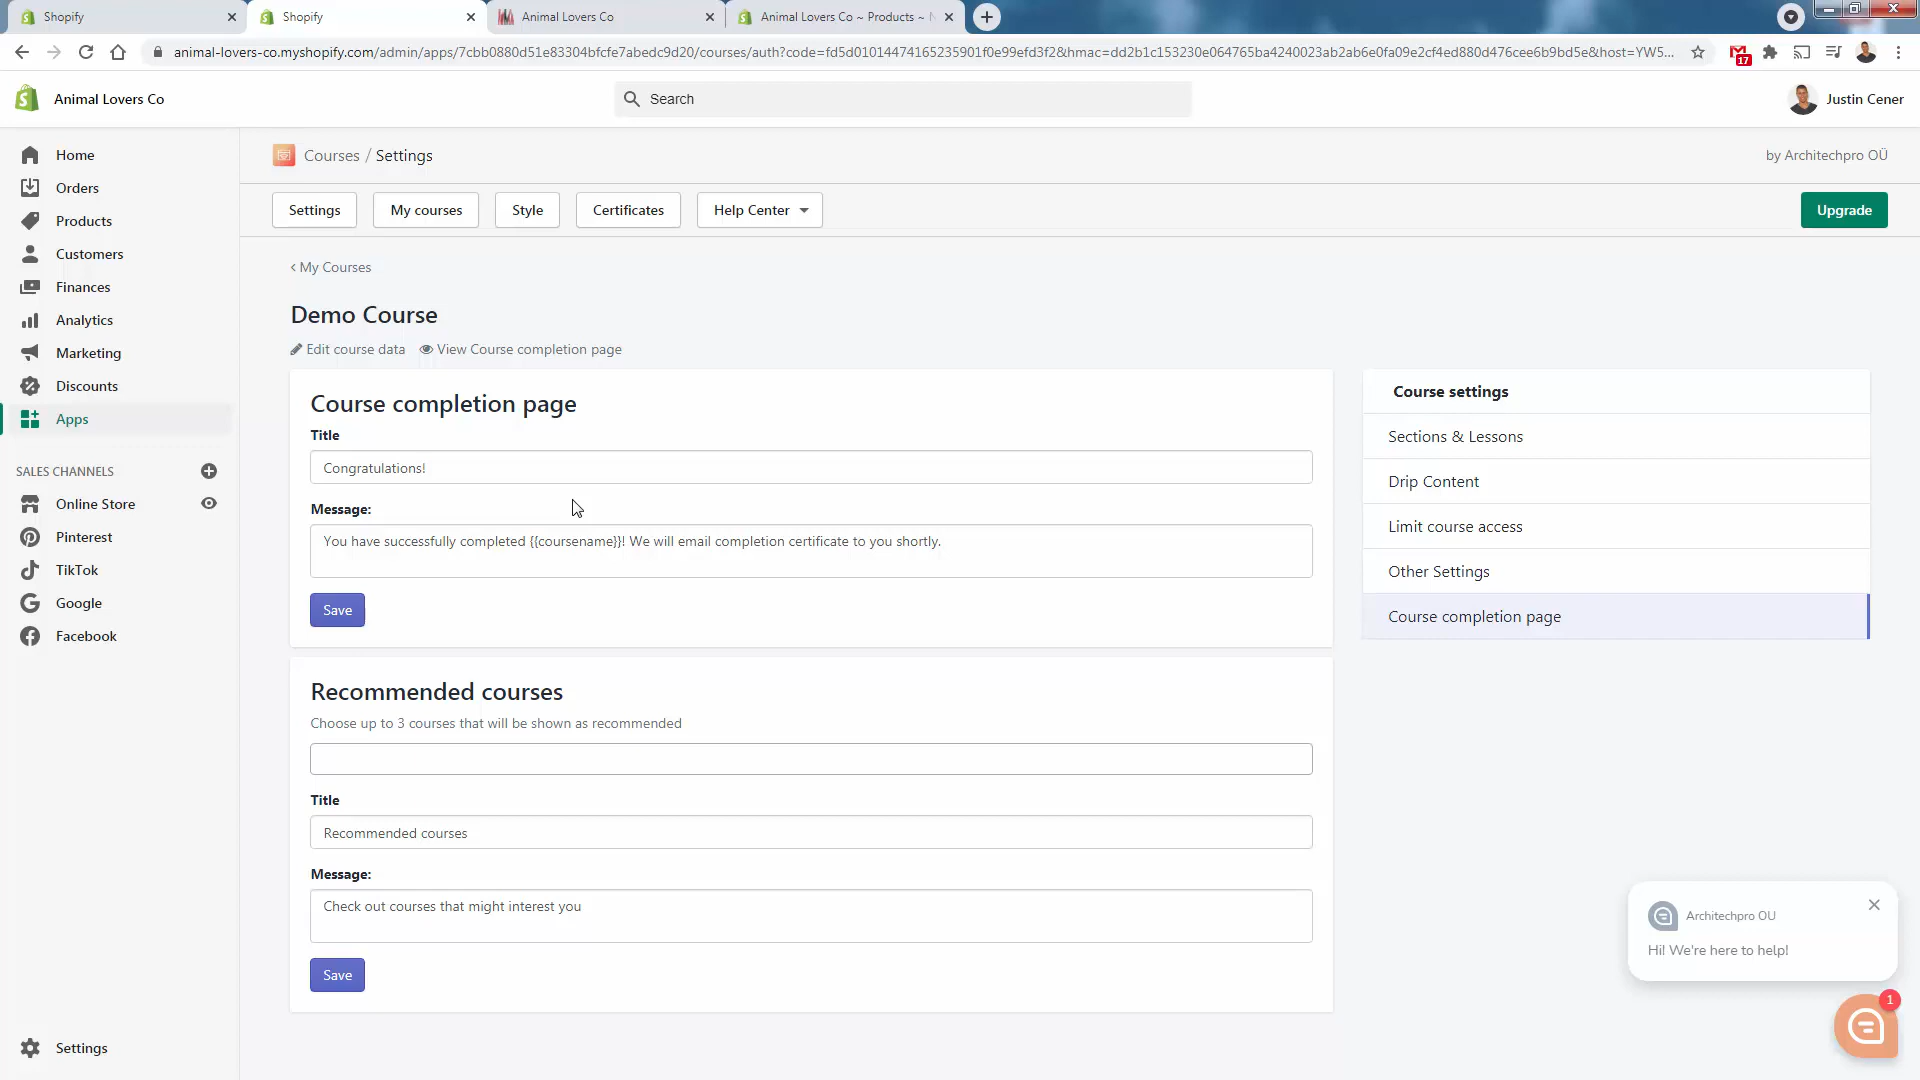 Shopify
Shopify
Animal Lovers Co
Animal Lovers Co ~ Products ~
animal-lovers-co.myshopify.com/admin/apps/7cbb0880d51e83304bfcfe7abedc9d20/courses/auth?code=fd5d01014474165235901f0e99efd3f2&hmac=dd2b1c153230e064765ba4240023ab2ab6e0fa09e2cf4ed880d476cee6b9bd5e&host=YW5...
17
Animal Lovers Co
Search
Justin Cener
Home
Orders
Products
Customers
Finances
Analytics
Marketing
Discounts
Apps
SALES CHANNELS
Online Store
Pinterest
TikTok
Google
Facebook
Settings
Courses / Settings
by Architechpro OÜ
Settings
My courses
Style
Certificates
Help Center
Upgrade
‹ My Courses
Demo Course
Edit course data
View Course completion page
Course completion page
Title
Congratulations!
Message:
You have successfully completed {{coursename}}! We will email completion certificate to you shortly.
Save
Recommended courses
Choose up to 3 courses that will be shown as recommended
Title
Recommended courses
Message:
Check out courses that might interest you
Save
Course settings
Sections & Lessons
Drip Content
Limit course access
Other Settings
Course completion page
Architechpro OU
Hi! We're here to help!
1